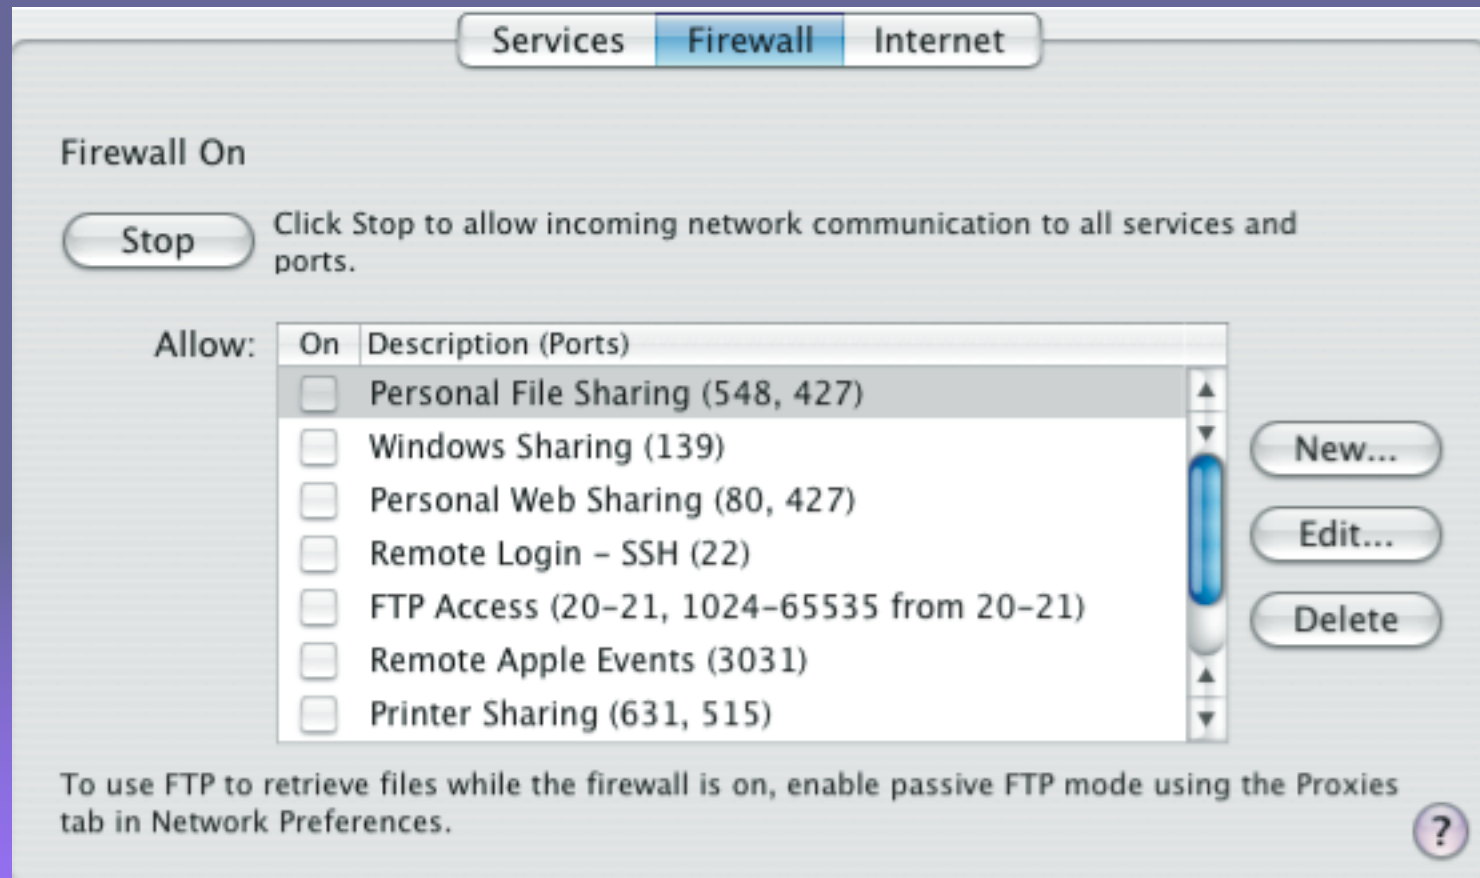 Services Firewall Internet
Firewall On
Stop
Click Stop to allow incoming network communication to all services and
ports.
Allow:
On Description (Ports)
Personal File Sharing (548, 427)
Windows Sharing (139)
Personal Web Sharing (80, 427)
Remote Login – SSH (22)
FTP Access (20–21, 1024–65535 from 20–21)
Remote Apple Events (3031)
Printer Sharing (631, 515)
New...
Edit...
Delete
To use FTP to retrieve files while the firewall is on, enable passive FTP mode using the Proxies
tab in Network Preferences.
?